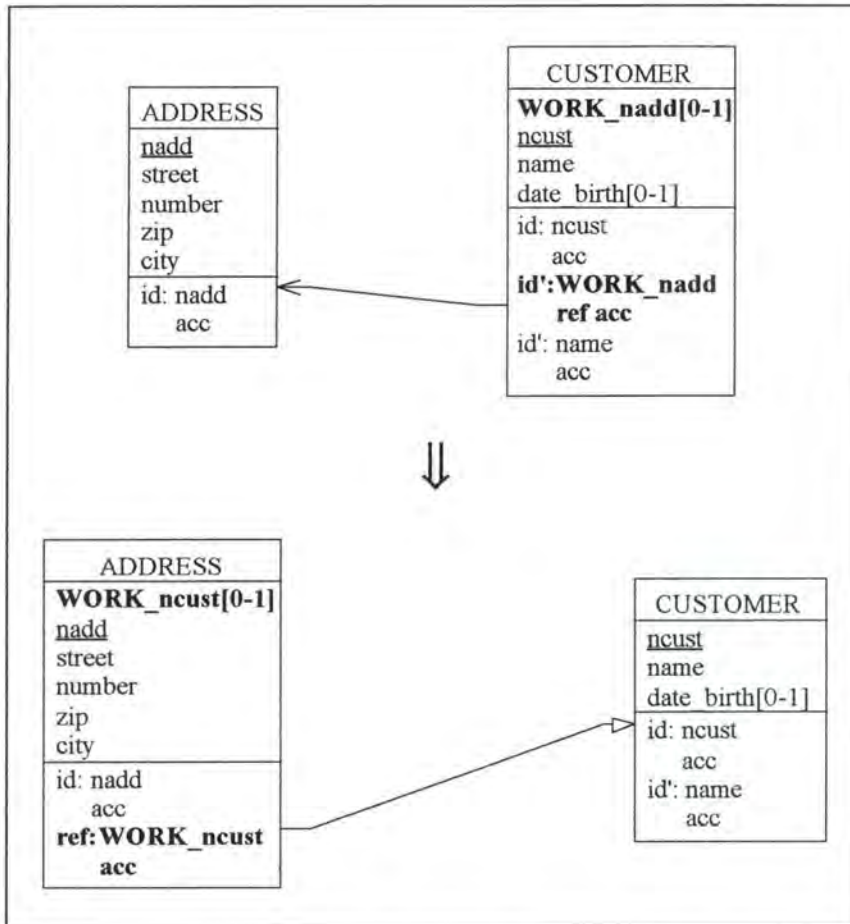 ADDRESS
nadd
street
number
zip
city
id: nadd
acc
CUSTOMER
WORK_nadd[0-1]
ncust
name
date_birth[0-1]
id: ncust
acc
id':WORK_nadd
ref acc
id': name
acc
ADDRESS
WORK_ncust[0-1]
nadd
street
number
zip
city
id: nadd
acc
ref:WORK_ncust
acc
CUSTOMER
ncust
name
date_birth[0-1]
id: ncust
acc
id': name
acc